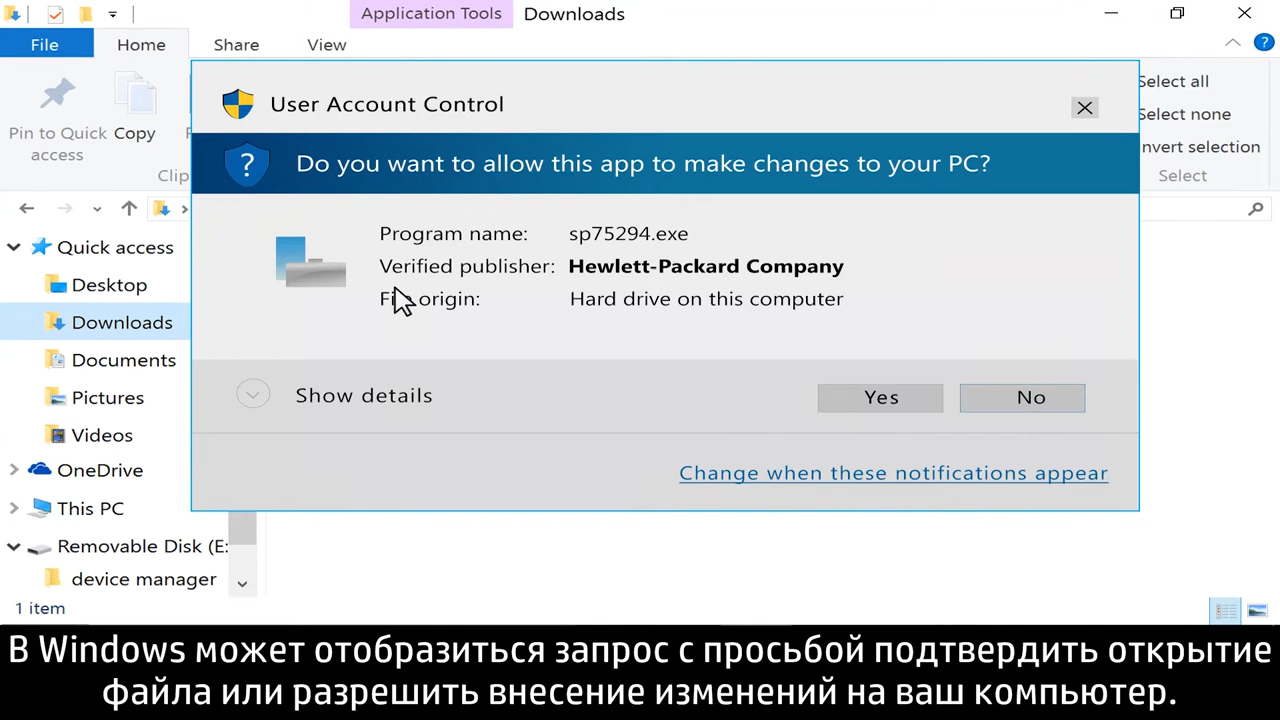 Application Tools
Downloads
File
Home
Share
View
Pin to Quick access
Copy
Clip
Select all
Select none
nvert selection
Select
User Account Control
Do you want to allow this app to make changes to your PC?
Program name: sp75294.exe
Verified publisher: Hewlett-Packard Company
File origin: Hard drive on this computer
Show details
Yes
No
Change when these notifications appear
Quick access
Desktop
Downloads
Documents
Pictures
Videos
OneDrive
This PC
Removable Disk (E:
device manager
1 item
В Windows может отобразиться запрос с просьбой подтвердить открытие
файла или разрешить внесение изменений на ваш компьютер.